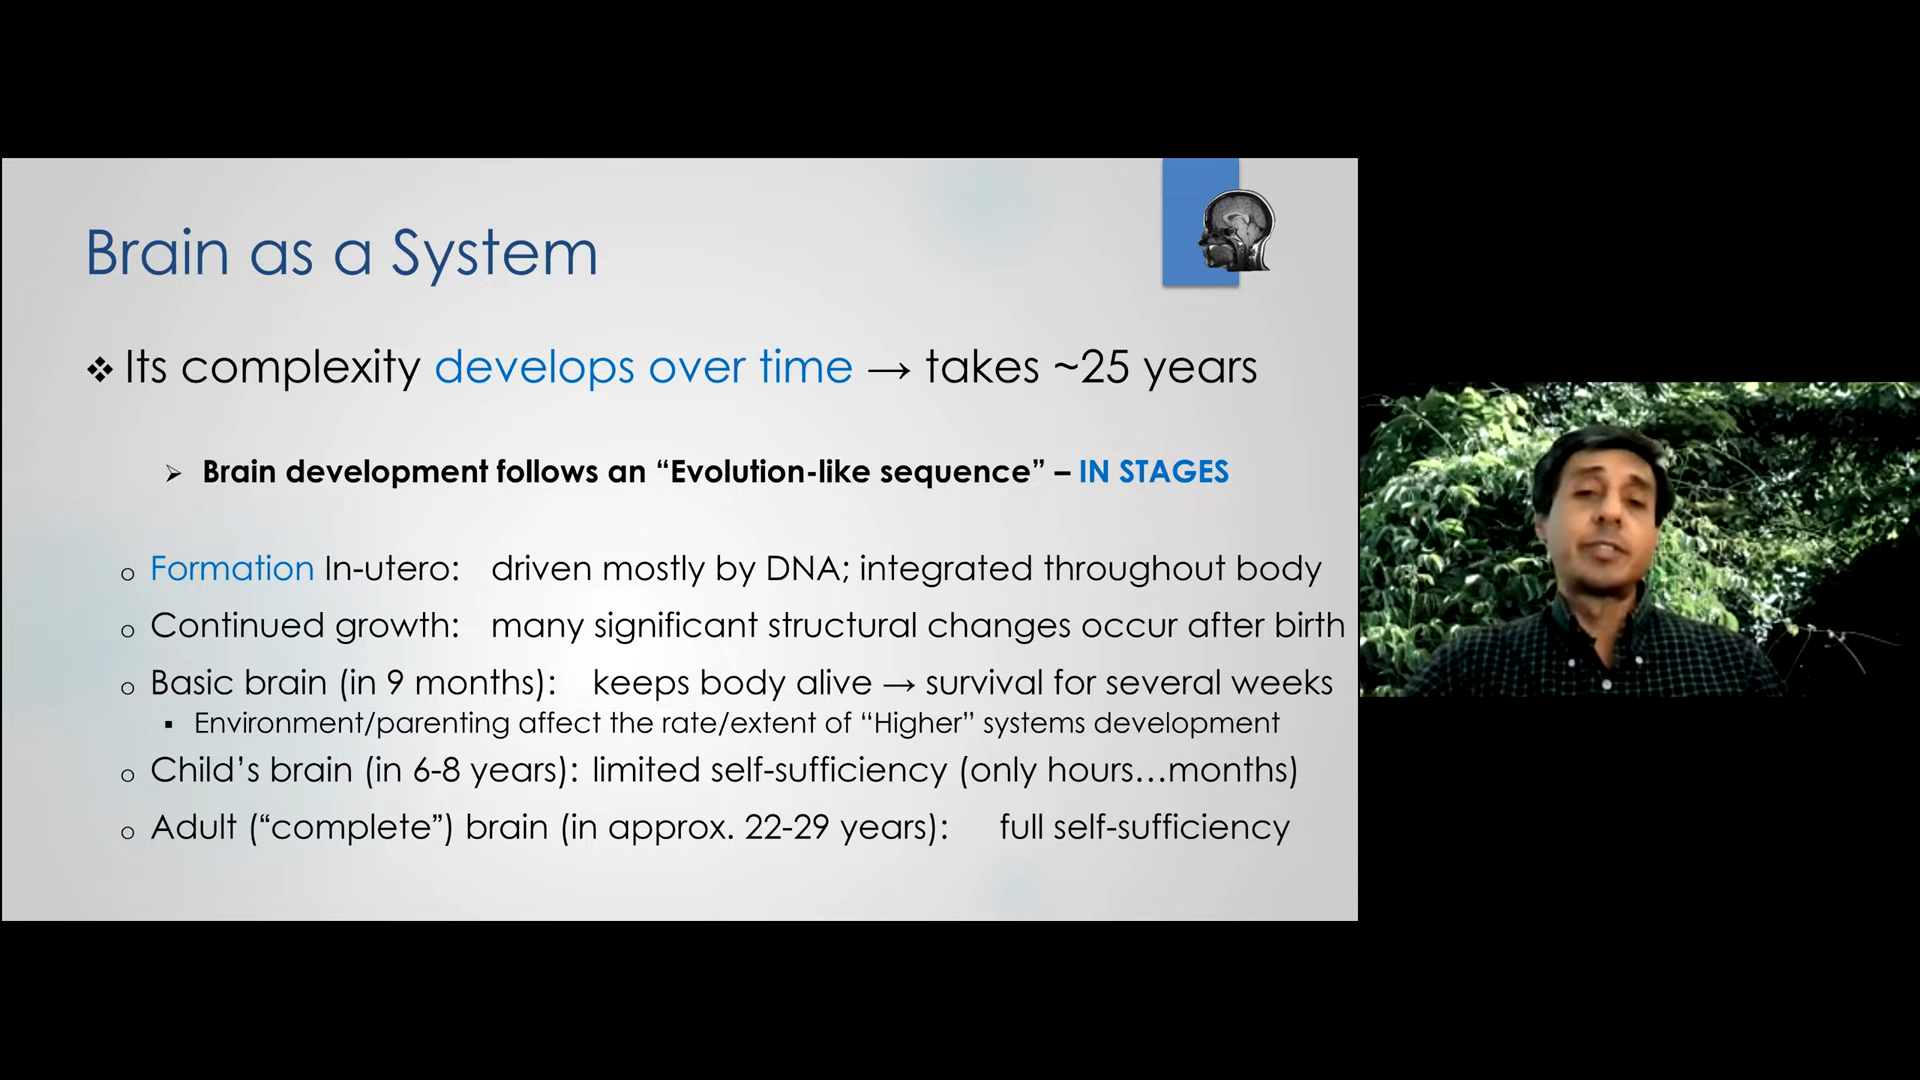 Brain as a System
❖ Its complexity develops over time → takes ~25 years
➢ Brain development follows an “Evolution-like sequence” – IN STAGES
o Formation In-utero: driven mostly by DNA; integrated throughout body
o Continued growth: many significant structural changes occur after birth
o Basic brain (in 9 months): keeps body alive → survival for several weeks
▪ Environment/parenting affect the rate/extent of “Higher” systems development
o Child’s brain (in 6-8 years): limited self-sufficiency (only hours…months)
o Adult (“complete”) brain (in approx. 22-29 years): full self-sufficiency